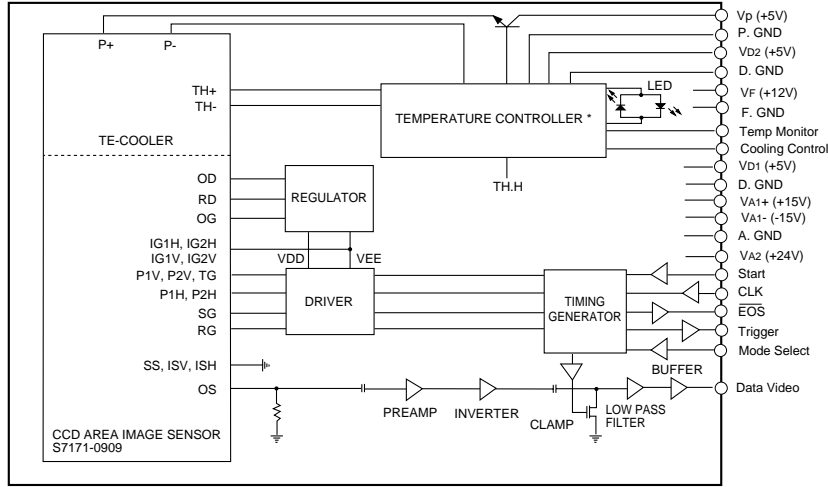 Vp (+5V)
P. GND
VD2 (+5V)
D. GND
VF (+12V)
F. GND
Temp Monitor
Cooling Control
VD1 (+5V)
D. GND
VA1+ (+15V)
VA1- (-15V)
A. GND
VA2 (+24V)
Start
CLK
EOS
Trigger
Mode Select
Data Video
P+ P-
TH+
TH-
TE-COOLER
TEMPERATURE CONTROLLER *
LED
TH.H
OD
RD
OG
REGULATOR
IG1H, IG2H
IG1V, IG2V
VDD VEE
P1V, P2V, TG
P1H, P2H
SG
RG
DRIVER
TIMING
GENERATOR
SS, ISV, ISH
OS
BUFFER
PREAMP
INVERTER
CLAMP
LOW PASS
FILTER
CCD AREA IMAGE SENSOR
S7171-0909